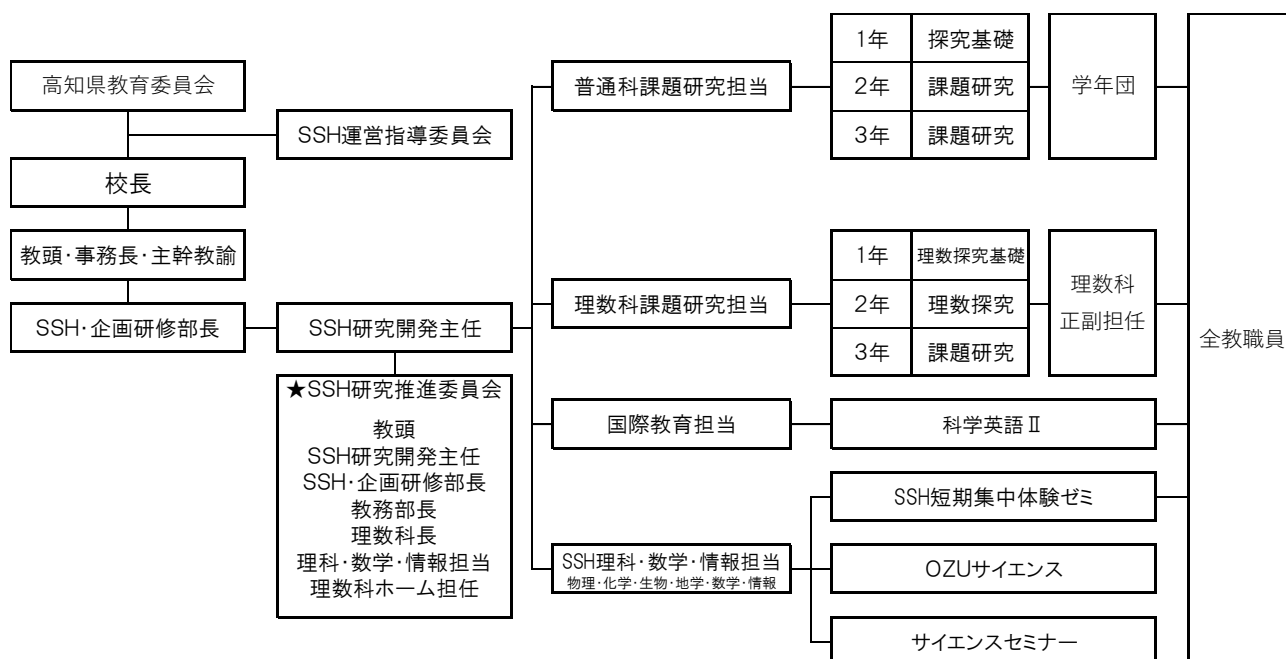 高知県教育委員会
SSH運営指導委員会
校長
教頭・事務長・主幹教諭
SSH・企画研修部長
SSH研究開発主任
★SSH研究推進委員会
教頭
SSH研究開発主任
SSH・企画研修部長
教務部長
理数科長
理科・数学・情報担当
理数科ホーム担任
普通科課題研究担当
1年 探究基礎
2年 課題研究
3年 課題研究
学年団
理数科課題研究担当
1年 理数探究基礎
2年 理数探究
3年 課題研究
理数科
正副担任
国際教育担当
科学英語Ⅱ
SSH理科・数学・情報担当
物理・化学・生物・地学・数学・情報
SSH短期集中体験ゼミ
OZUサイエンス
サイエンスセミナー
全教職員